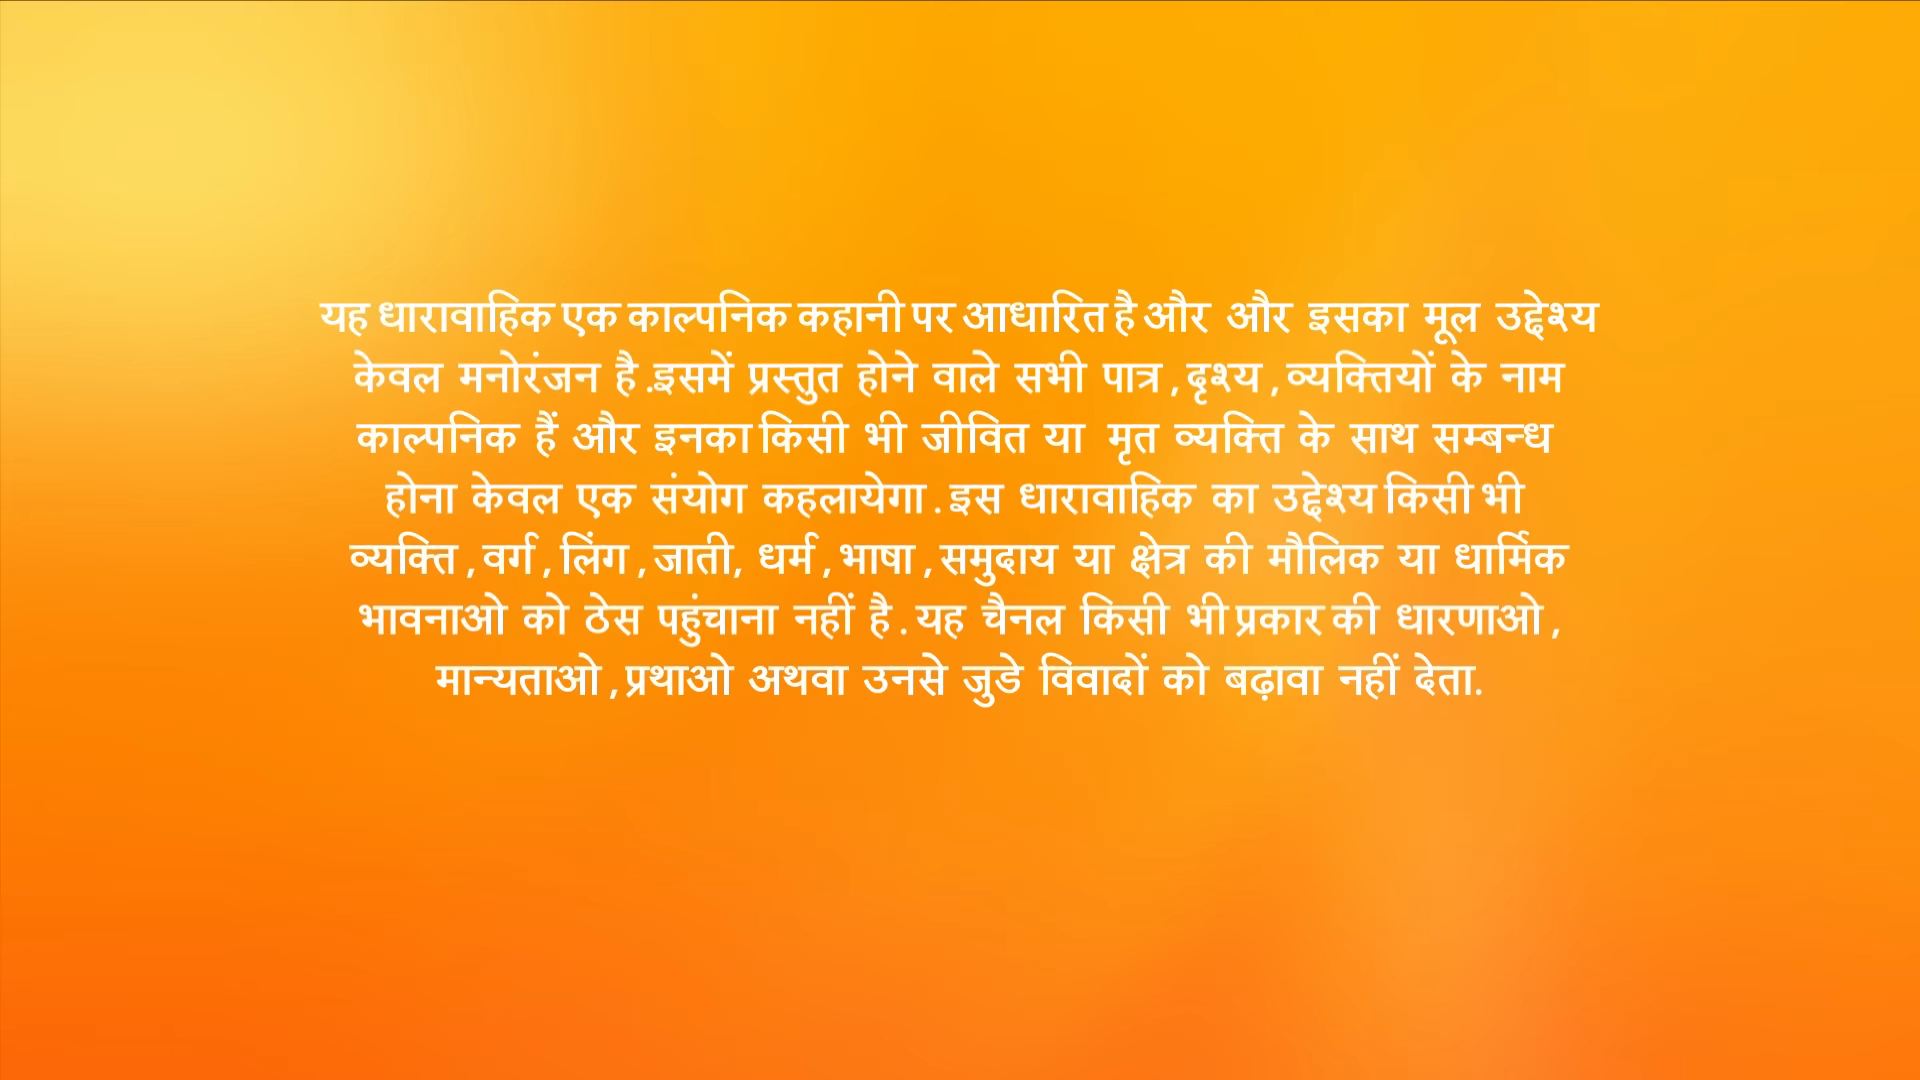 यह धारावाहिक एक काल्पनिक कहानी पर आधारित है और और इसका मूल उद्देश्य
केवल मनोरंजन है .इसमें प्रस्तुत होने वाले सभी पात्र , दृश्य , व्यक्तियों के नाम
काल्पनिक हैं और इनका किसी भी जीवित या मृत व्यक्ति के साथ सम्बन्ध
होना केवल एक संयोग कहलायेगा . इस धारावाहिक का उद्देश्य किसी भी
व्यक्ति , वर्ग , लिंग , जाती, धर्म , भाषा , समुदाय या क्षेत्र की मौलिक या धार्मिक
भावनाओ को ठेस पहुंचाना नहीं है . यह चैनल किसी भी प्रकार की धारणाओ ,
मान्यताओ , प्रथाओ अथवा उनसे जुडे विवादों को बढ़ावा नहीं देता.